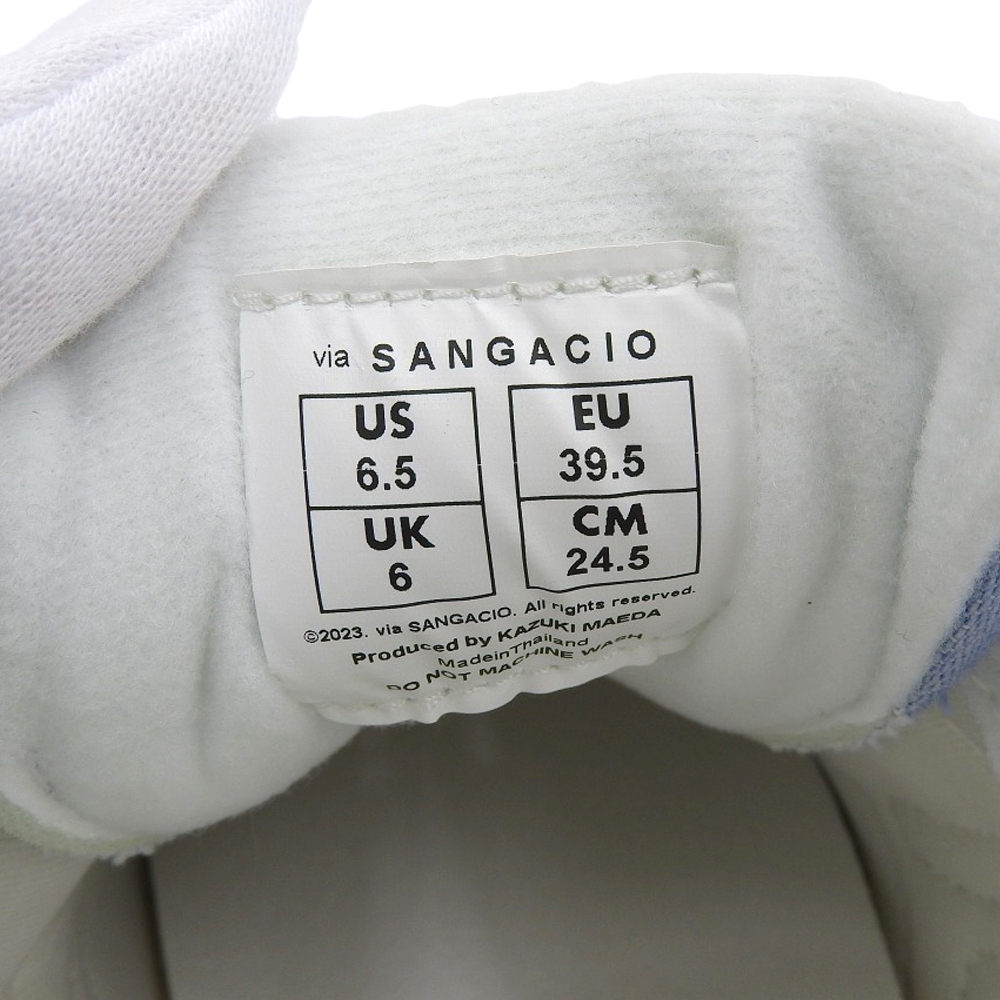 via SANGACIO
US
6.5
EU
39.5
UK
6
CM
24.5
©2023. via SANGACIO. All rights reserved.
Produced by KAZUKI MAEDA
MadeinThailand
DO NOT MACHINE WASH